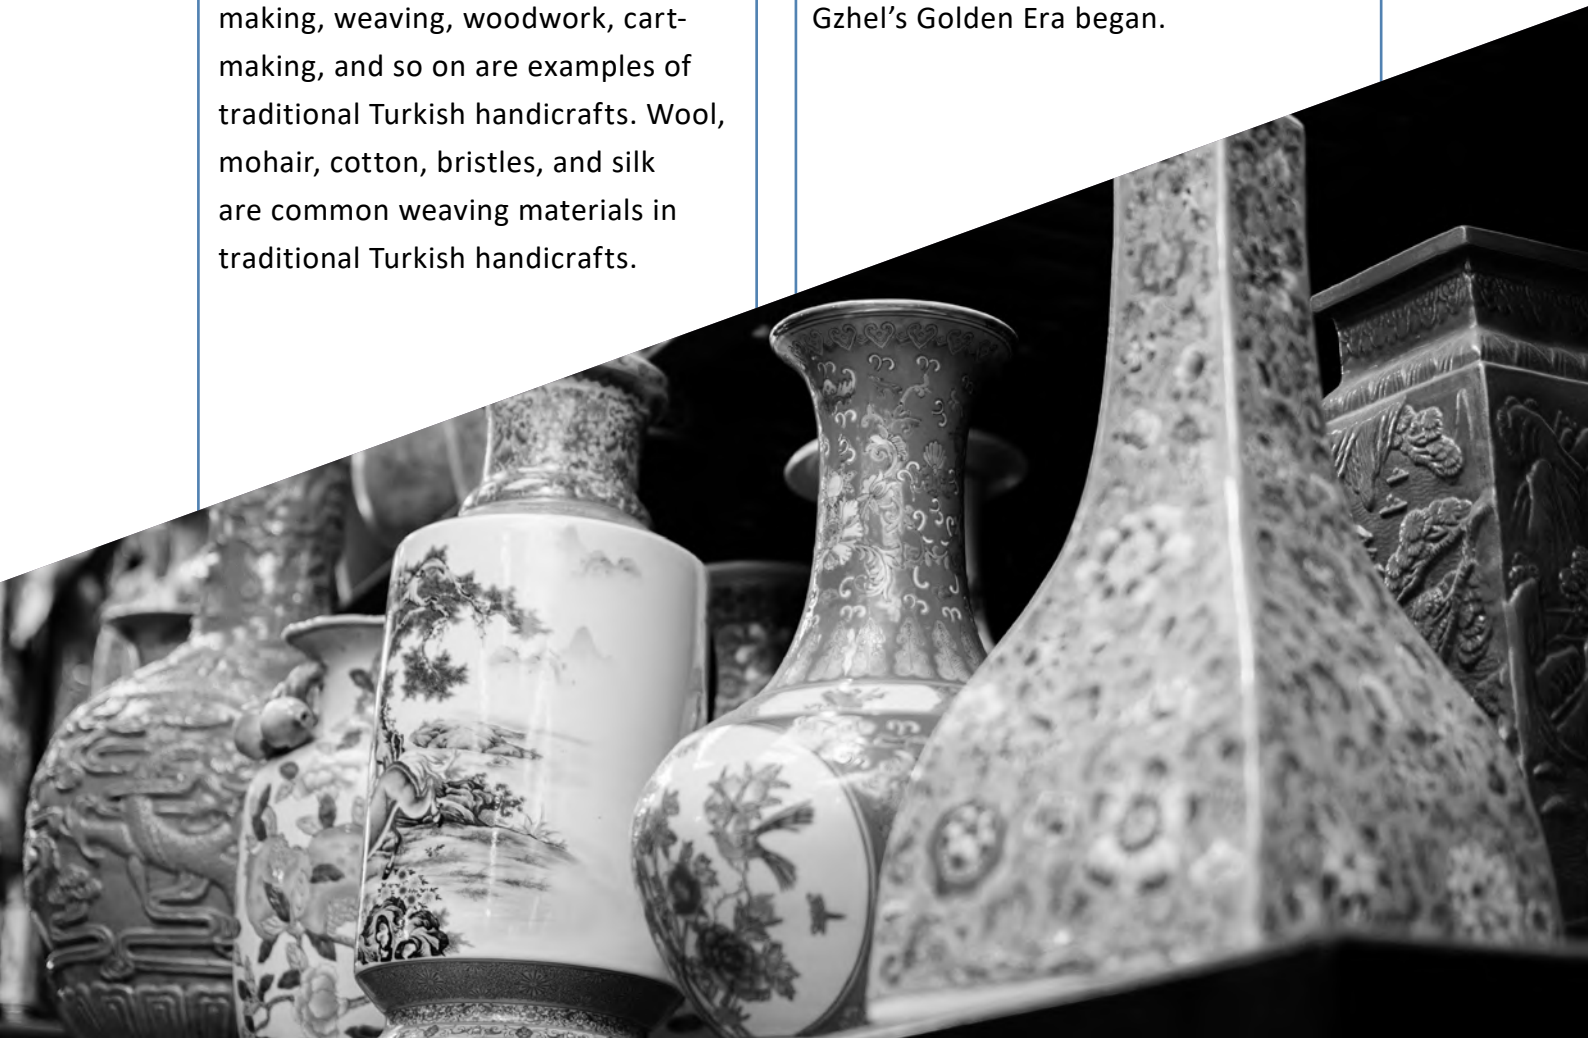 making, weaving, woodwork, cart-
making, and so on are examples of
traditional Turkish handicrafts. Wool,
mohair, cotton, bristles, and silk
are common weaving materials in
traditional Turkish handicrafts.
Gzhel’s Golden Era began.